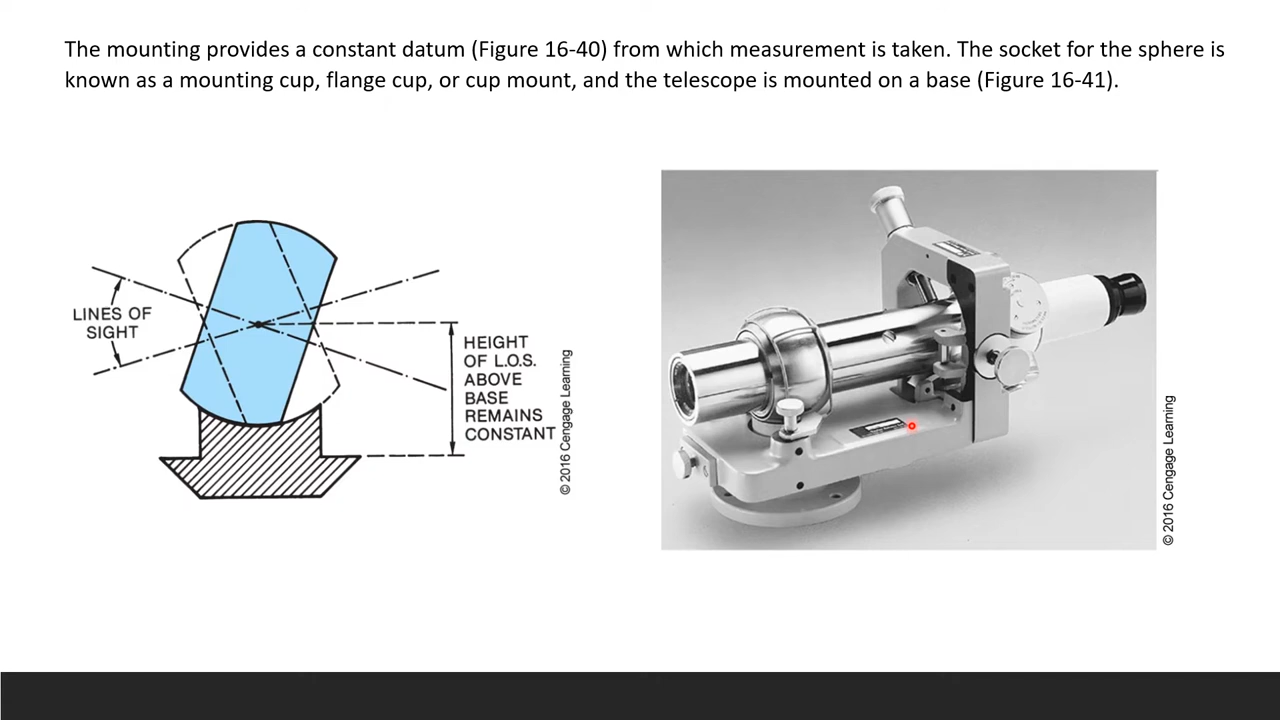 The mounting provides a constant datum (Figure 16-40) from which measurement is taken. The socket for the sphere is
known as a mounting cup, flange cup, or cup mount, and the telescope is mounted on a base (Figure 16-41).
LINES OF
SIGHT
HEIGHT
OF L.O.S.
ABOVE
BASE
REMAINS
CONSTANT
© 2016 Cengage Learning
© 2016 Cengage Learning